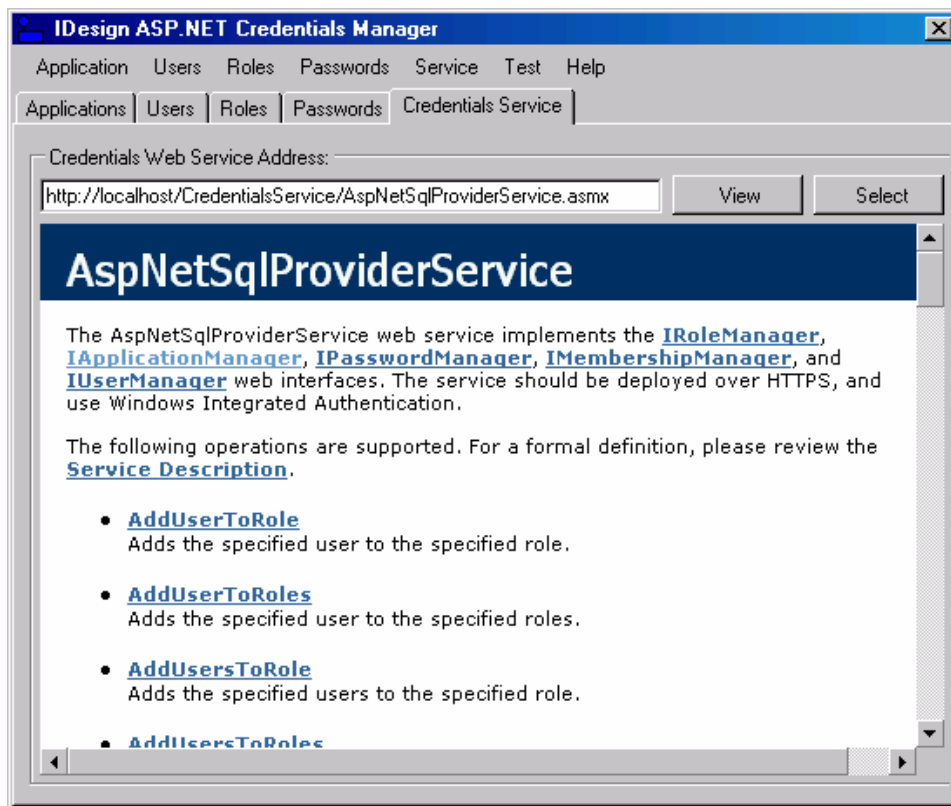 IDesign ASP.NET Credentials Manager
Application Users Roles Passwords Service Test Help
Applications Users Roles Passwords Credentials Service
Credentials Web Service Address:
http://localhost/CredentialsService/AspNetSqlProviderService.asmx View Select
AspNetSqlProviderService
The AspNetSqlProviderService web service implements the IRoleManager,
IApplicationManager, IPasswordManager, IMembershipManager, and
IUserManager web interfaces. The service should be deployed over HTTPS, and
use Windows Integrated Authentication.
The following operations are supported. For a formal definition, please review the
Service Description.
• AddUserToRole
Adds the specified user to the specified role.
• AddUserToRoles
Adds the specified user to the specified roles.
• AddUsersToRole
Adds the specified users to the specified role.
• AddUsersToRoles